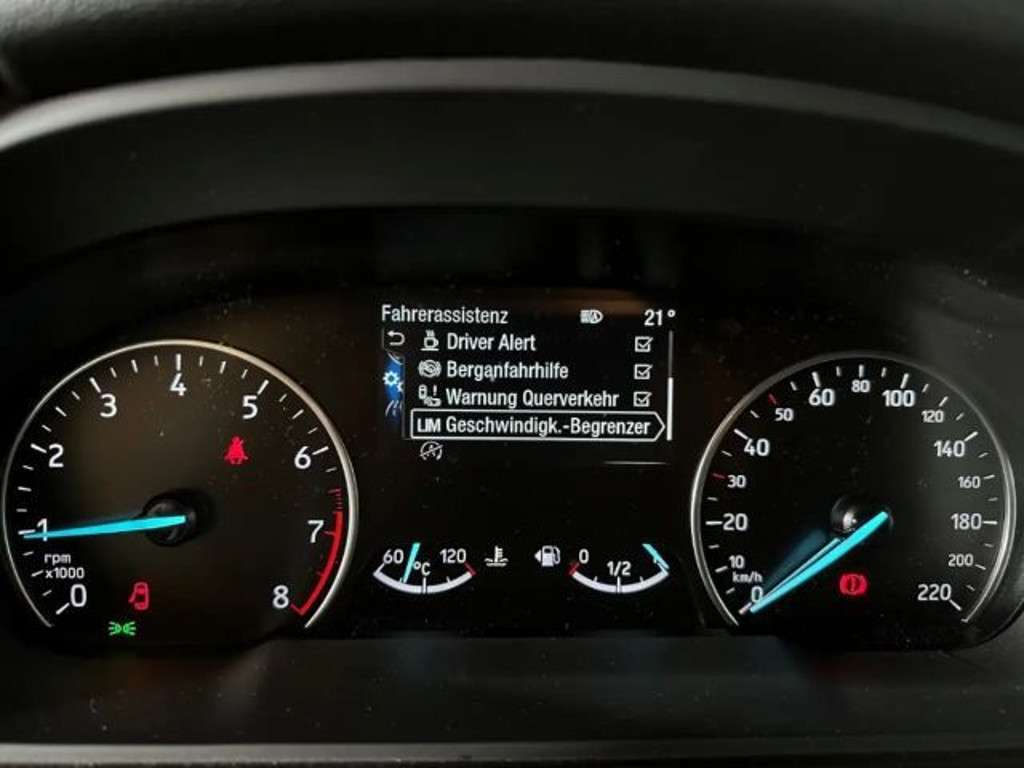 Fahrerassistenz 21°
Driver Alert
Berganfahrhilfe
Warnung Querverkehr
LIM Geschwindigk.-Begrenzer
0
1
2
3
4
5
6
7
8
rpm
x1000
60 °C 120
0 1/2 1
0
10
20
30
40
50
60
80
100
120
140
160
180
200
220
km/h